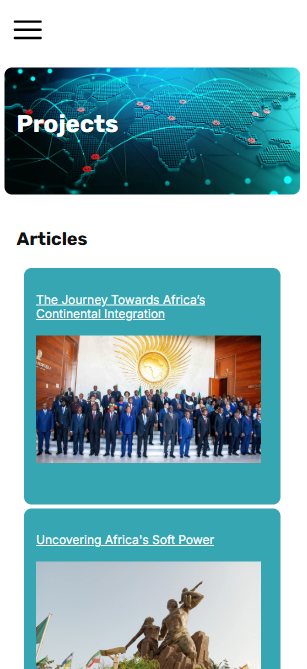 Projects
Articles
The Journey Towards Africa's
Continental Integration
Uncovering Africa's Soft Power